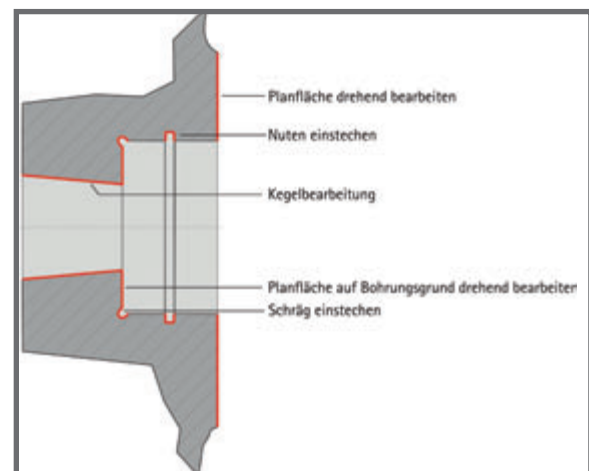 Planfläche drehend bearbeiten
Nuten einstechen
Kegelbearbeitung
Planfläche auf Bohrungsgrund drehend bearbeiten
Schräg einstechen